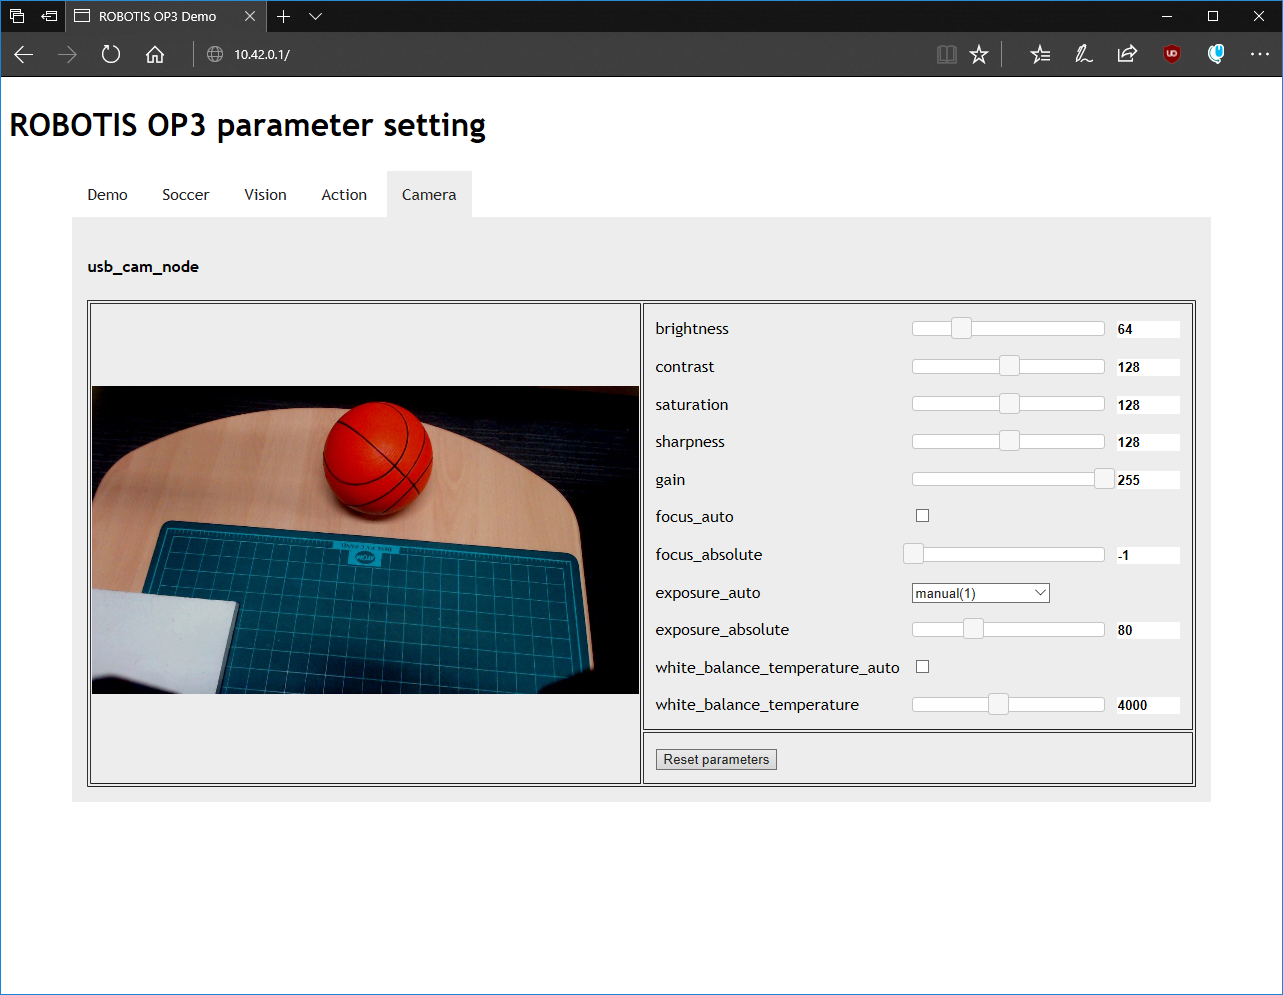 ROBOTIS OP3 Demo
10.42.0.1/
ROBOTIS OP3 parameter setting
Demo Soccer Vision Action Camera
usb_cam_node
brightness 64
contrast 128
saturation 128
sharpness 128
gain 255
focus_auto
focus_absolute -1
exposure_auto manual(1)
exposure_absolute 80
white_balance_temperature_auto
white_balance_temperature 4000
Reset parameters